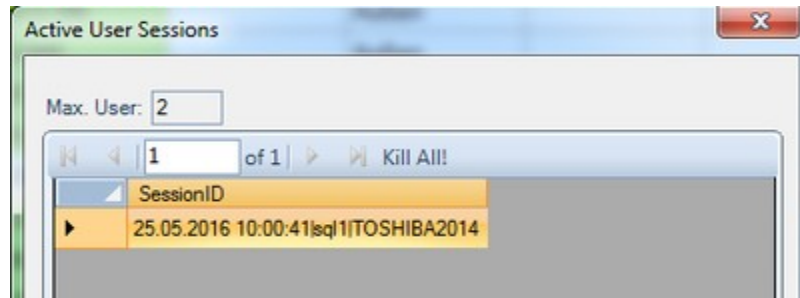 Active User Sessions
Max. User: 2
1 of 1 Kill All!
SessionID
25.05.2016 10:00:41|sql1|TOSHIBA2014